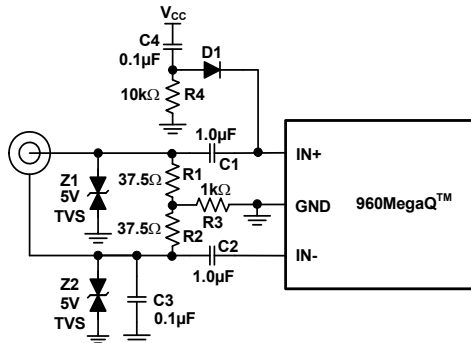 VCC
C4
0.1µF
D1
10kΩ
R4
1.0µF
C1
IN+
Z1
5V
TVS
37.5Ω
R1
1kΩ
R3
GND
960MegaQ™
37.5Ω
R2
C2
IN-
1.0µF
Z2
5V
TVS
C3
0.1µF